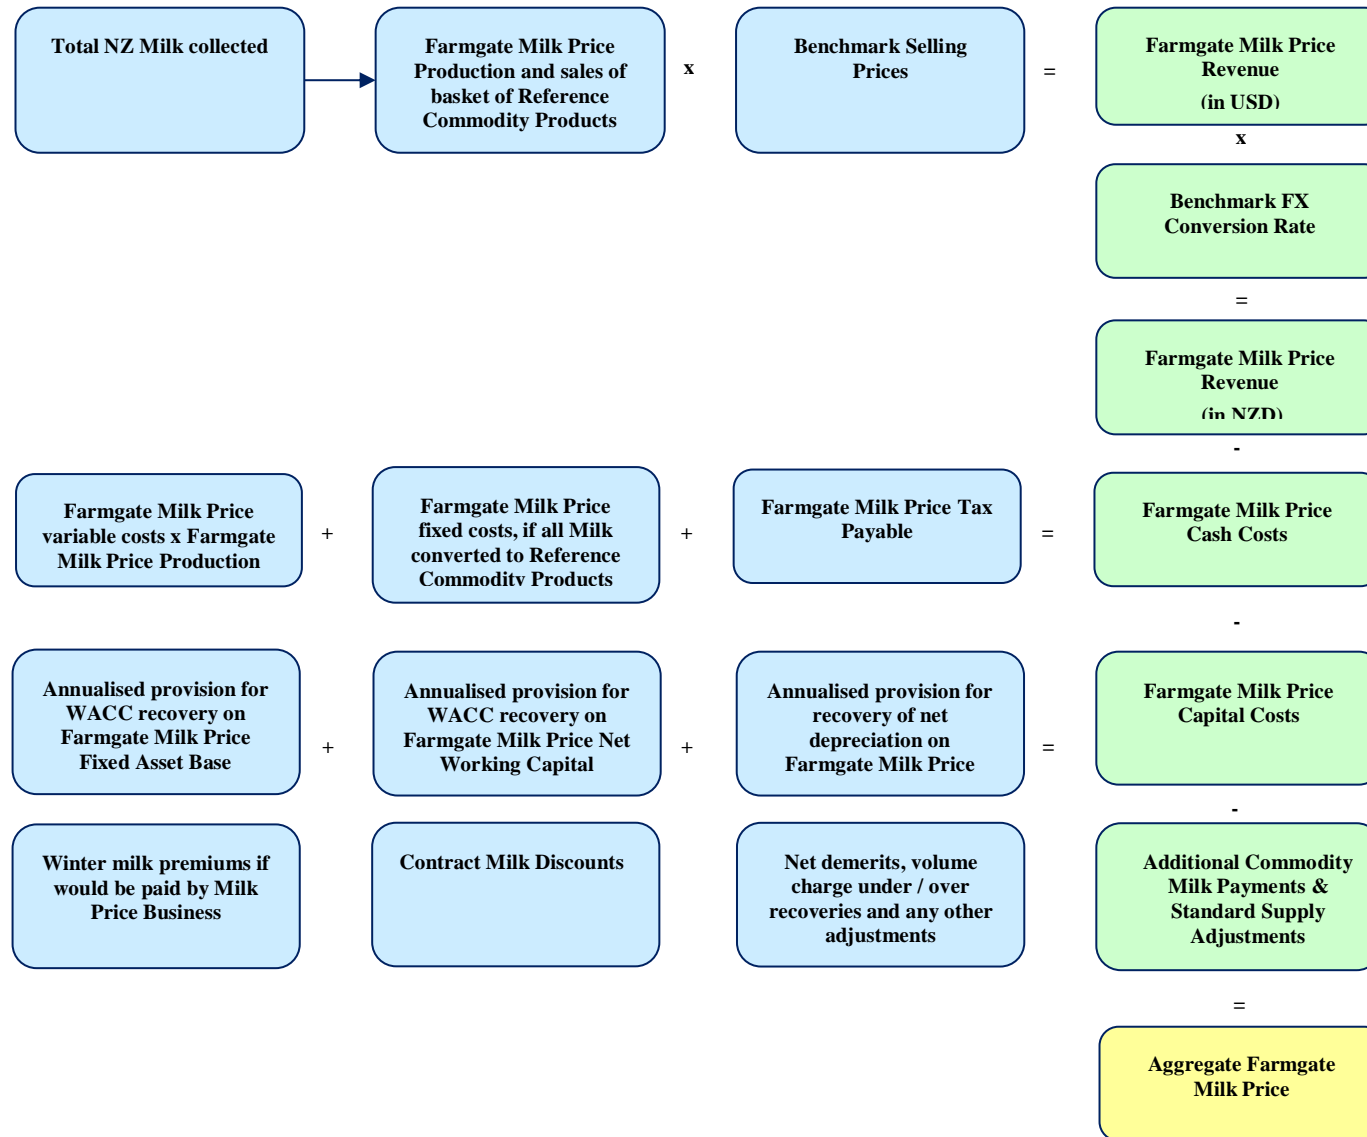 Total NZ Milk collected
Farmgate Milk Price
Production and sales of
basket of Reference
Commodity Products
x
Benchmark Selling
Prices
=
Farmgate Milk Price
Revenue
(in USD)
x
Benchmark FX
Conversion Rate
=
Farmgate Milk Price
Revenue
(in NZD)
-
Farmgate Milk Price
variable costs x Farmgate
Milk Price Production
+
Farmgate Milk Price
fixed costs, if all Milk
converted to Reference
Commodity Products
+
Farmgate Milk Price Tax
Payable
=
Farmgate Milk Price
Cash Costs
-
Annualised provision for
WACC recovery on
Farmgate Milk Price
Fixed Asset Base
+
Annualised provision for
WACC recovery on
Farmgate Milk Price Net
Working Capital
+
Annualised provision for
recovery of net
depreciation on
Farmgate Milk Price
=
Farmgate Milk Price
Capital Costs
-
Winter milk premiums if
would be paid by Milk
Price Business
Contract Milk Discounts
Net demerits, volume
charge under / over
recoveries and any other
adjustments
Additional Commodity
Milk Payments &
Standard Supply
Adjustments
=
Aggregate Farmgate
Milk Price